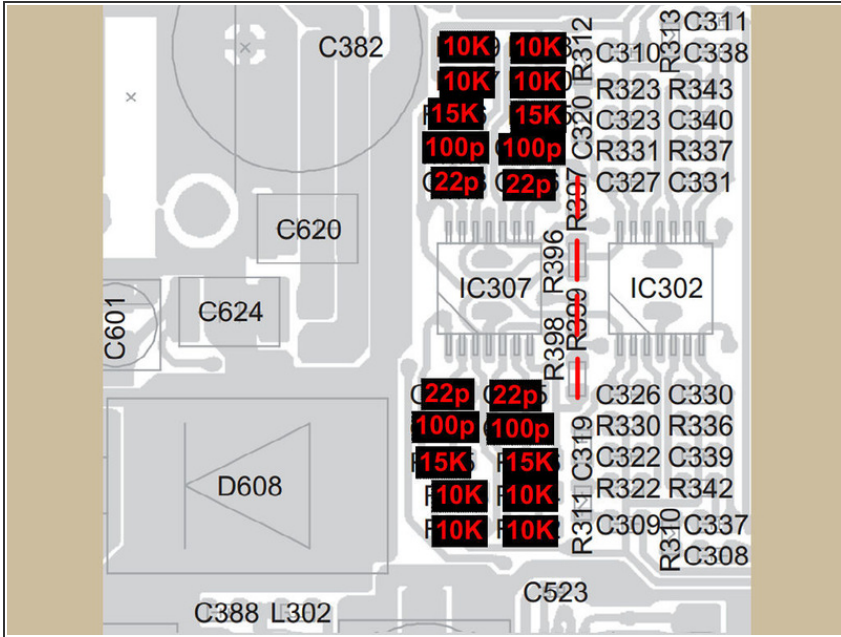 C382 10K 10K R312 R313 C311
C310 C338
10K 10K R323 R343
15K 15K C320 C323 C340
100p 100p R331 R337
22p 22p R397 C327 C331
C620
R396
IC307 IC302
C601 C624
R398 R399
22p 22p C326 C330
100p 100p R330 R336
15K 15K C319 C322 C339
D608
10K 10K R322 R342
10K 10K R311 C309 R310 C337
C308
C523
C388 L302